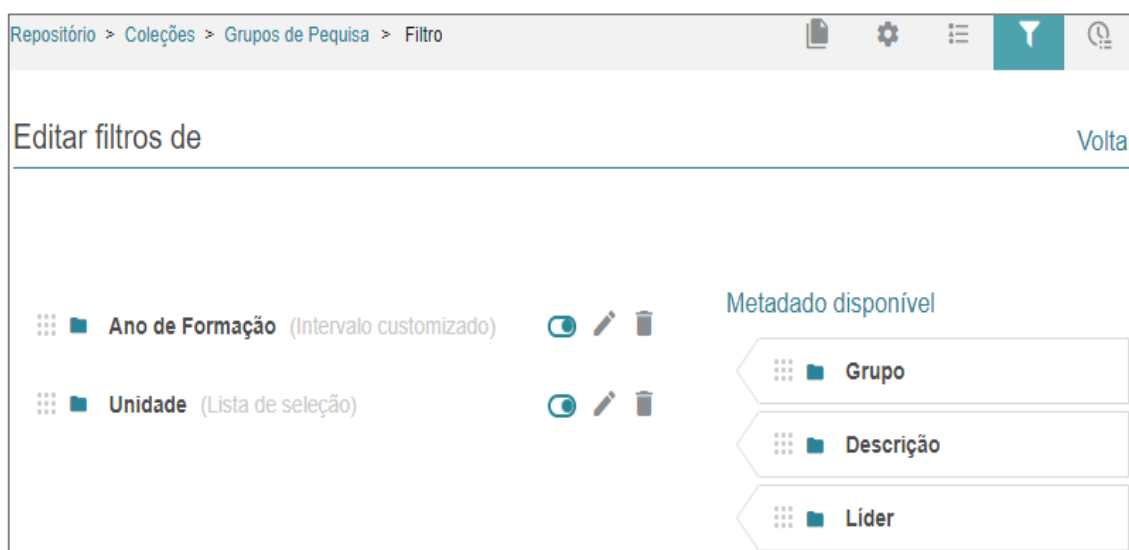 Repositório > Coleções > Grupos de Pequisa > Filtro
Editar filtros de
Volta
Ano de Formação (Intervalo customizado)
Unidade (Lista de seleção)
Metadado disponível
Grupo
Descrição
Líder